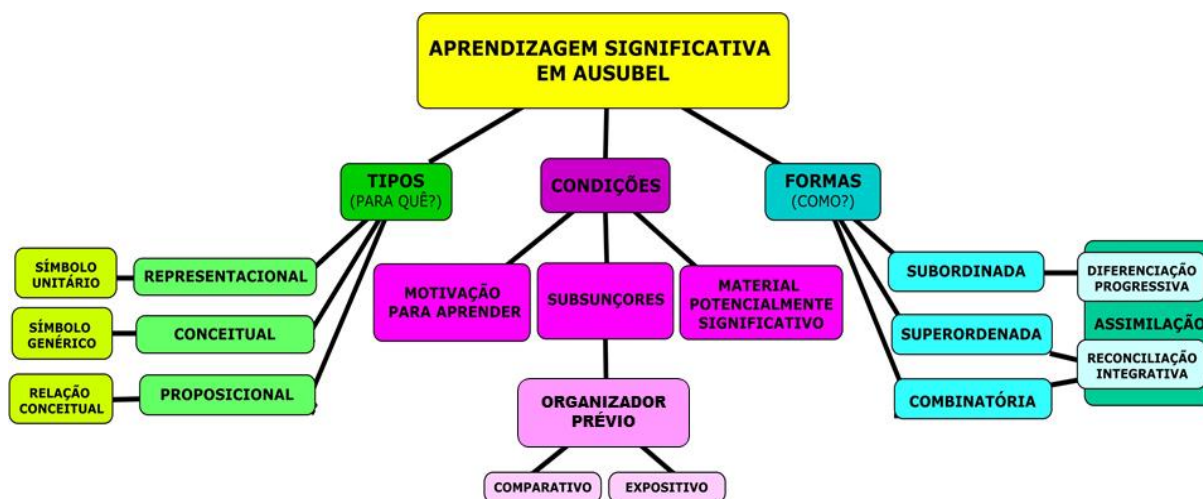 APRENDIZAGEM SIGNIFICATIVA
EM AUSUBEL
TIPOS
(PARA QUÊ?)
CONDIÇÕES
FORMAS
(COMO?)
SÍMBOLO
UNITÁRIO
REPRESENTACIONAL
SÍMBOLO
GENÉRICO
CONCEITUAL
RELAÇÃO
CONCEITUAL
PROPOSICIONAL
MOTIVAÇÃO
PARA APRENDER
SUBSUNÇORES
MATERIAL
POTENCIALMENTE
SIGNIFICATIVO
ORGANIZADOR
PRÉVIO
COMPARATIVO
EXPOSITIVO
SUBORDINADA
DIFERENCIAÇÃO
PROGRESSIVA
SUPERORDENADA
ASSIMILAÇÃO
RECONCILIAÇÃO
INTEGRATIVA
COMBINATÓRIA